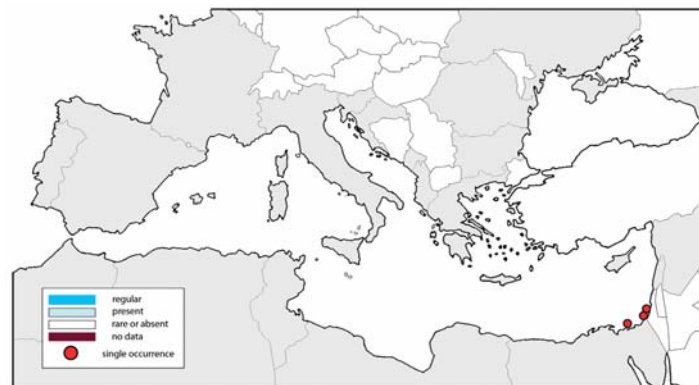 regular
present
rare or absent
no data
single occurrence